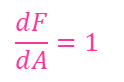 dF/dA = 1